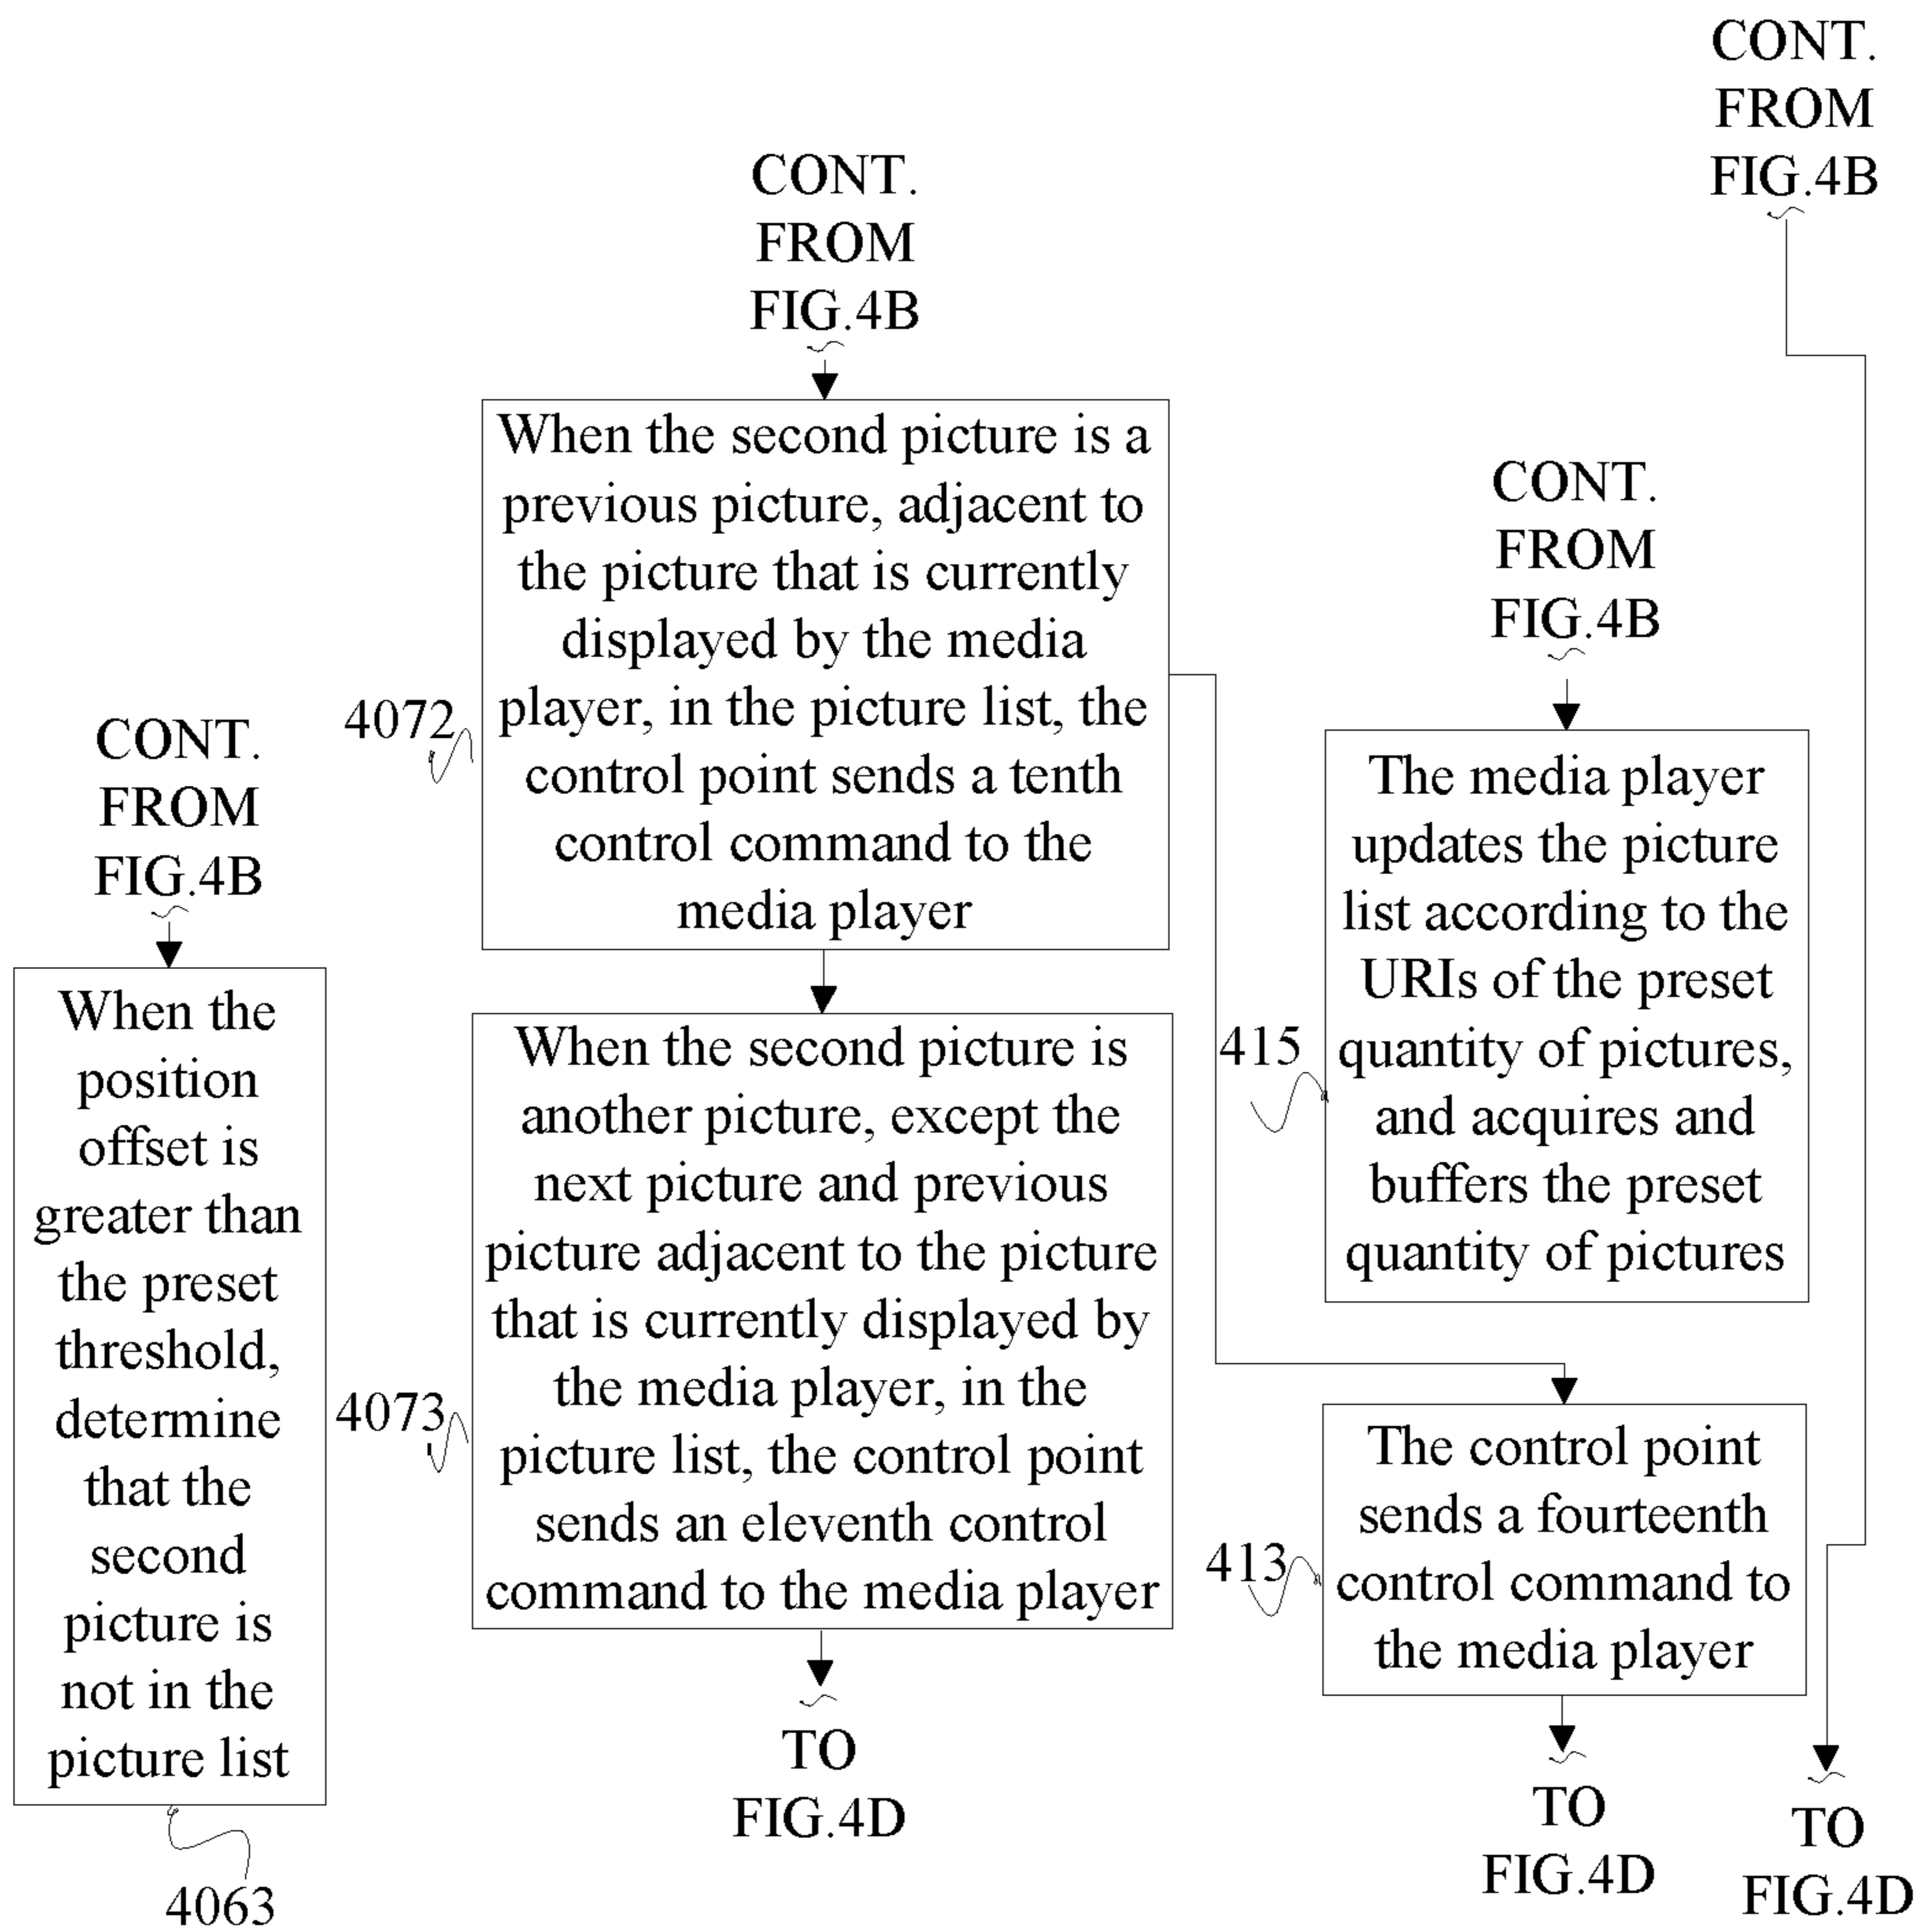 CONT.
FROM
FIG.4B
CONT.
FROM
FIG.4B
When the second picture is a
previous picture, adjacent to
the picture that is currently
displayed by the media
player, in the picture list, the
control point sends a tenth
control command to the
media player
4072
CONT.
FROM
FIG.4B
CONT.
FROM
FIG.4B
The media player
updates the picture
list according to the
URIs of the preset
quantity of pictures,
and acquires and
buffers the preset
quantity of pictures
415
When the
position
offset is
greater than
the preset
threshold,
determine
that the
second
picture is
not in the
picture list
4063
When the second picture is
another picture, except the
next picture and previous
picture adjacent to the picture
that is currently displayed by
the media player, in the
picture list, the control point
sends an eleventh control
command to the media player
4073
The control point
sends a fourteenth
control command to
the media player
413
TO
FIG.4D
TO
FIG.4D
TO
FIG.4D